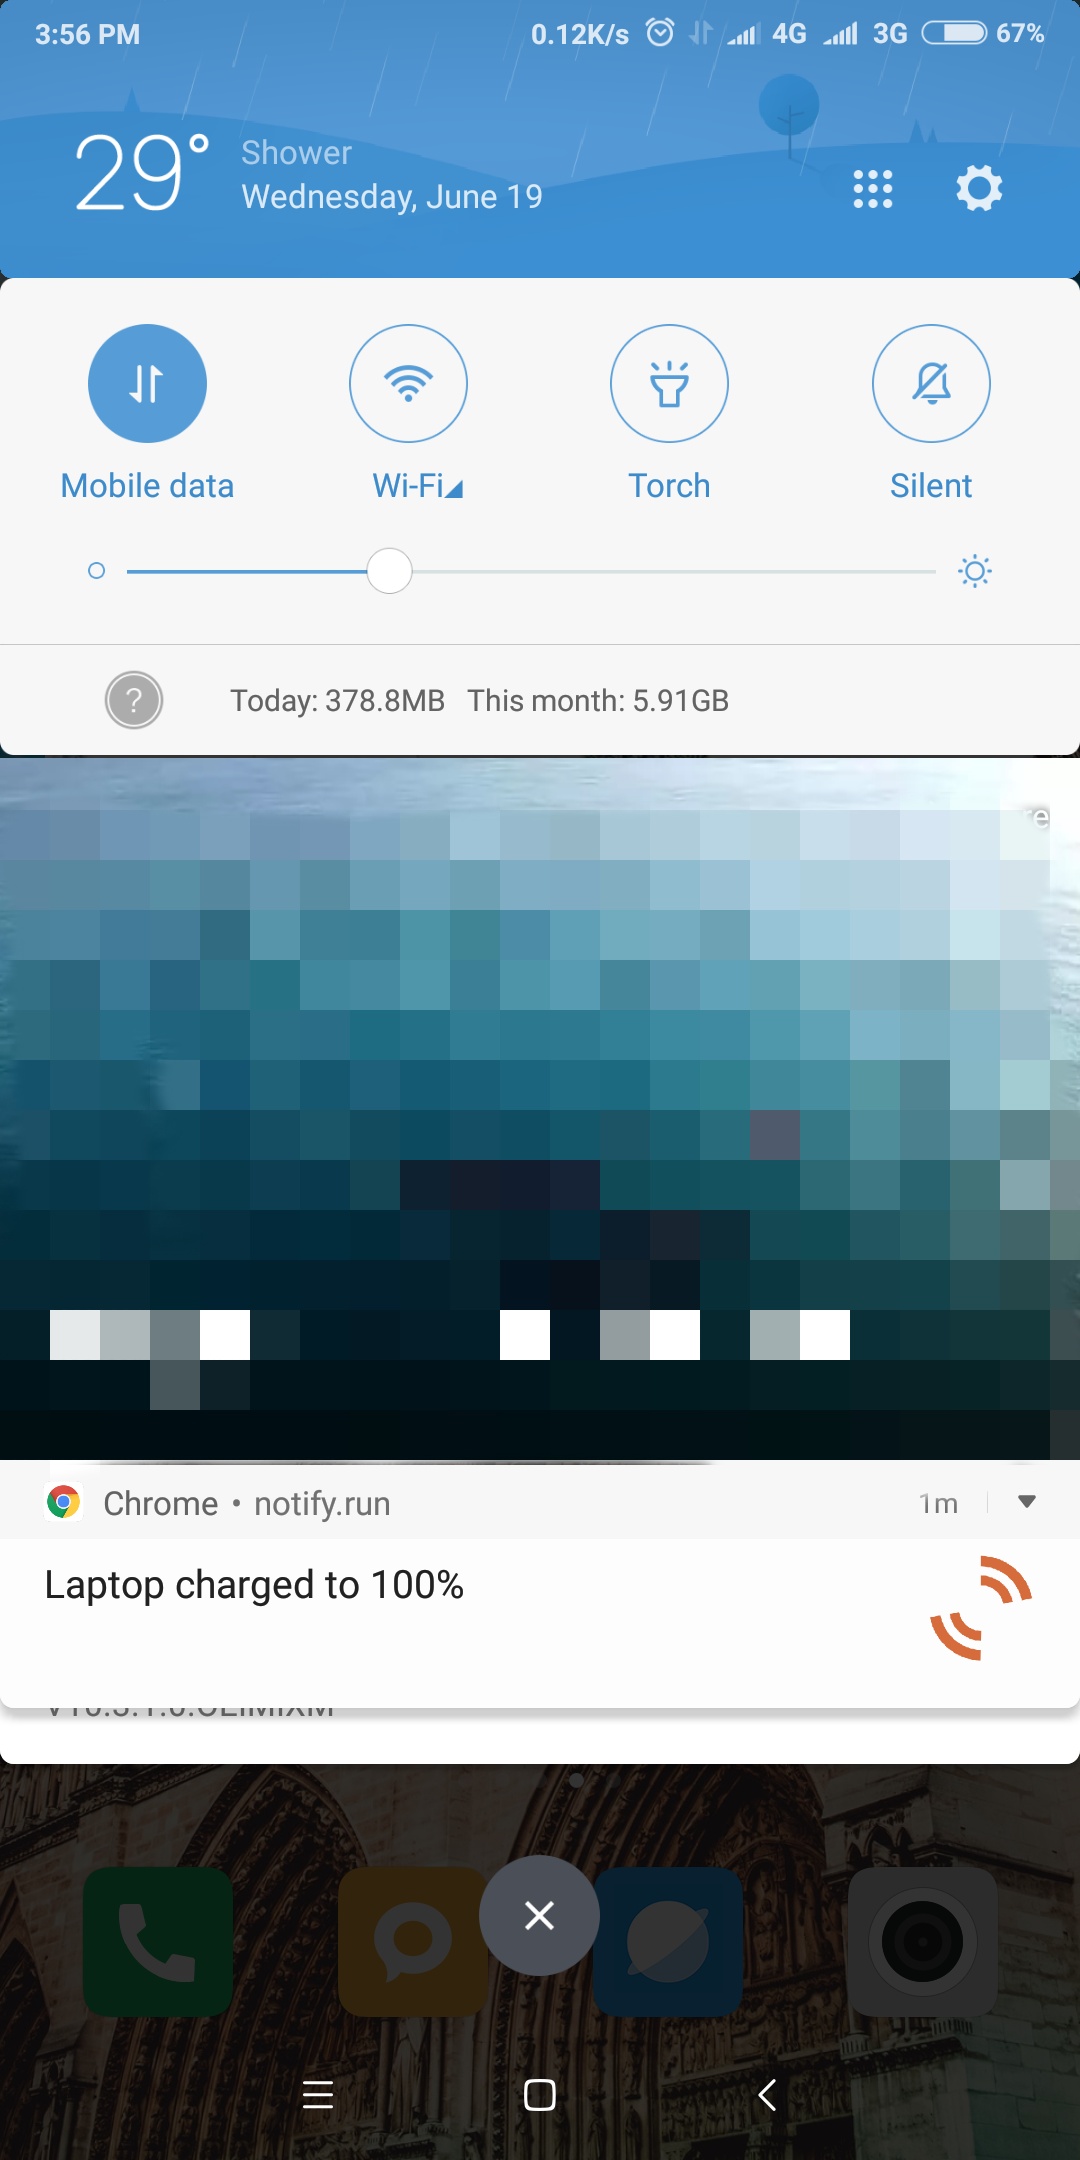 3:56 PM 0.12K/s 4G 3G 67%
29° Shower
Wednesday, June 19
Mobile data Wi-Fi Torch Silent
? Today: 378.8MB This month: 5.91GB
Chrome • notify.run 1m
Laptop charged to 100%